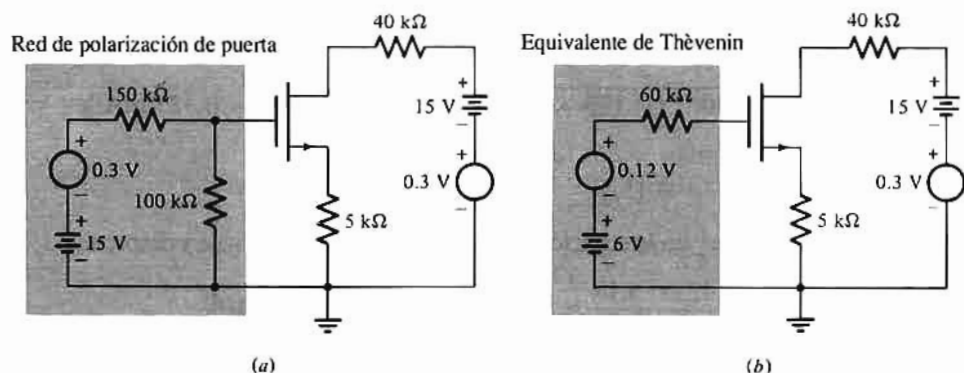 Red de polarización de puerta
150 kΩ
0.3 V
100 kΩ
15 V
40 kΩ
15 V
0.3 V
5 kΩ
(a)
Equivalente de Thèvenin
60 kΩ
0.12 V
6 V
40 kΩ
15 V
0.3 V
5 kΩ
(b)